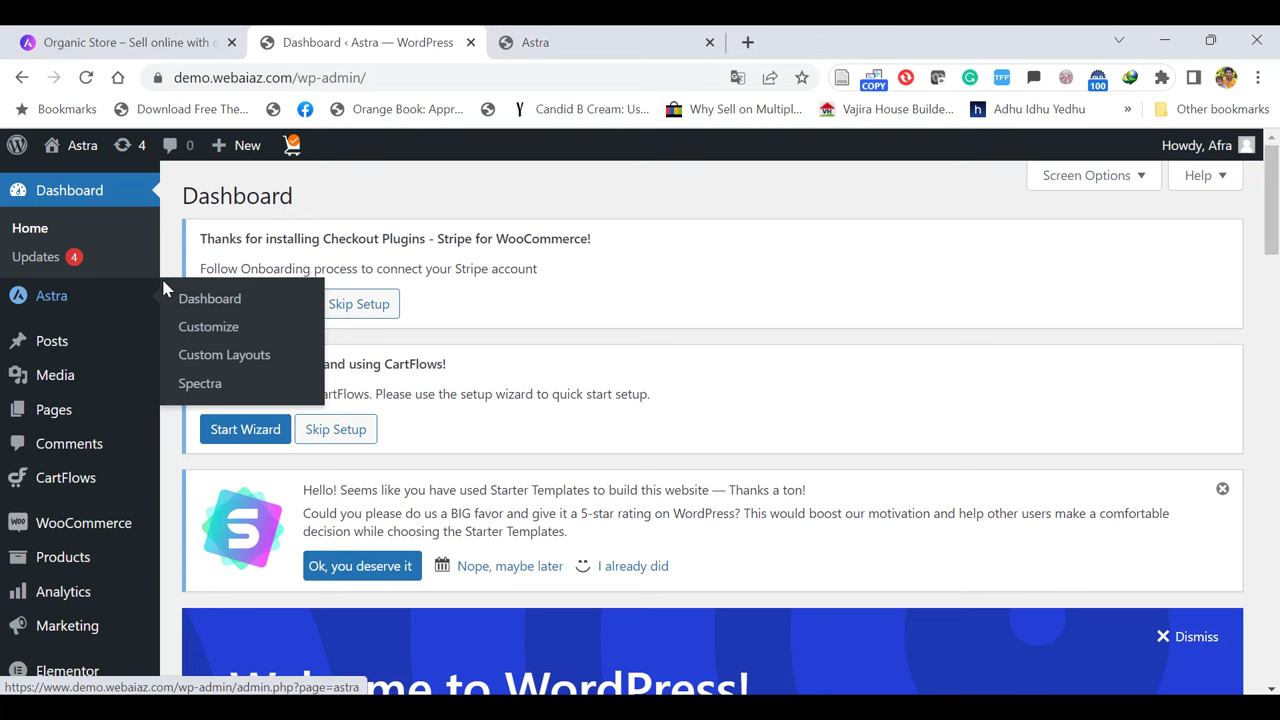 Organic Store – Sell online with c
Dashboard ‹ Astra — WordPress
Astra
demo.webaiaz.com/wp-admin/
COPY
TFF
100
Bookmarks
Download Free The...
Orange Book: Appr...
Candid B Cream: Us...
Why Sell on Multipl...
Vajira House Builde...
Adhu Idhu Yedhu
»
Other bookmarks
Astra
4
0
New
Howdy, Afra
Dashboard
Home
Updates 4
Astra
Posts
Media
Pages
Comments
CartFlows
WooCommerce
Products
Analytics
Marketing
Elementor
Dashboard
Customize
Custom Layouts
Spectra
Dashboard
Screen Options
Help
Thanks for installing Checkout Plugins - Stripe for WooCommerce!
Follow Onboarding process to connect your Stripe account
Skip Setup
and using CartFlows!
artFlows. Please use the setup wizard to quick start setup.
Start Wizard
Skip Setup
Hello! Seems like you have used Starter Templates to build this website — Thanks a ton!
Could you please do us a BIG favor and give it a 5-star rating on WordPress? This would boost our motivation and help other users make a comfortable
decision while choosing the Starter Templates.
Ok, you deserve it
Nope, maybe later
I already did
Dismiss
Welcome to WordPress!
https://www.demo.webaiaz.com/wp-admin/admin.php?page=astra